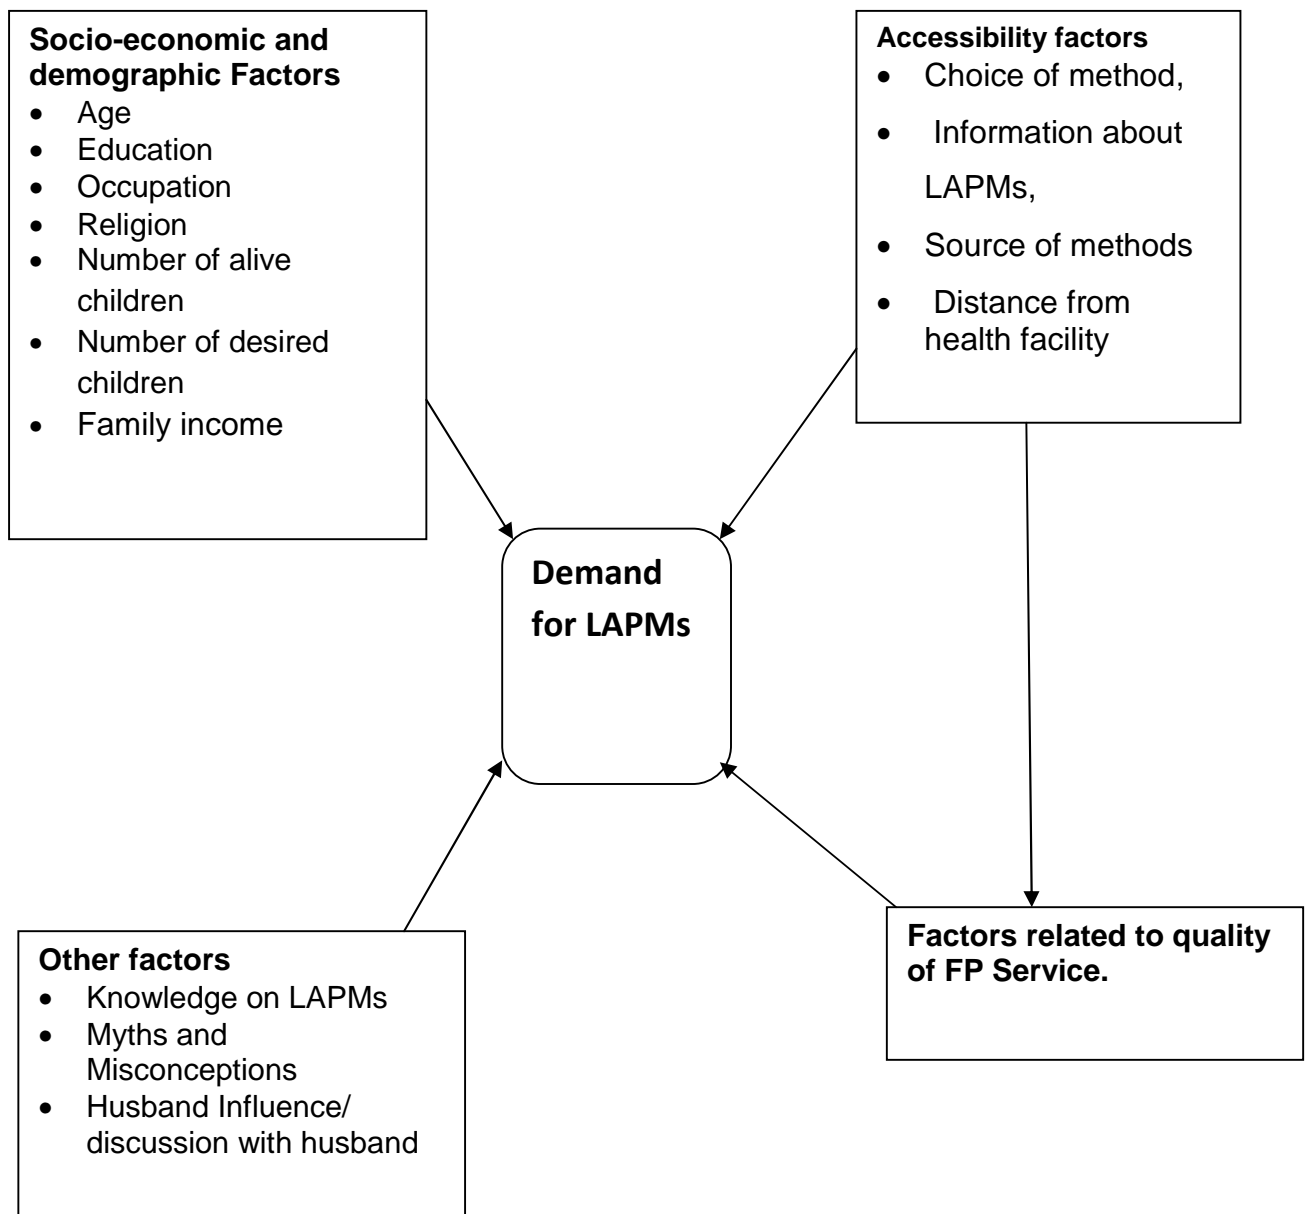 Socio-economic and
demographic Factors
• Age
• Education
• Occupation
• Religion
• Number of alive
children
• Number of desired
children
• Family income
Accessibility factors
• Choice of method,
• Information about
LAPMs,
• Source of methods
• Distance from
health facility
Demand
for LAPMs
Other factors
• Knowledge on LAPMs
• Myths and
Misconceptions
• Husband Influence/
discussion with husband
Factors related to quality
of FP Service.